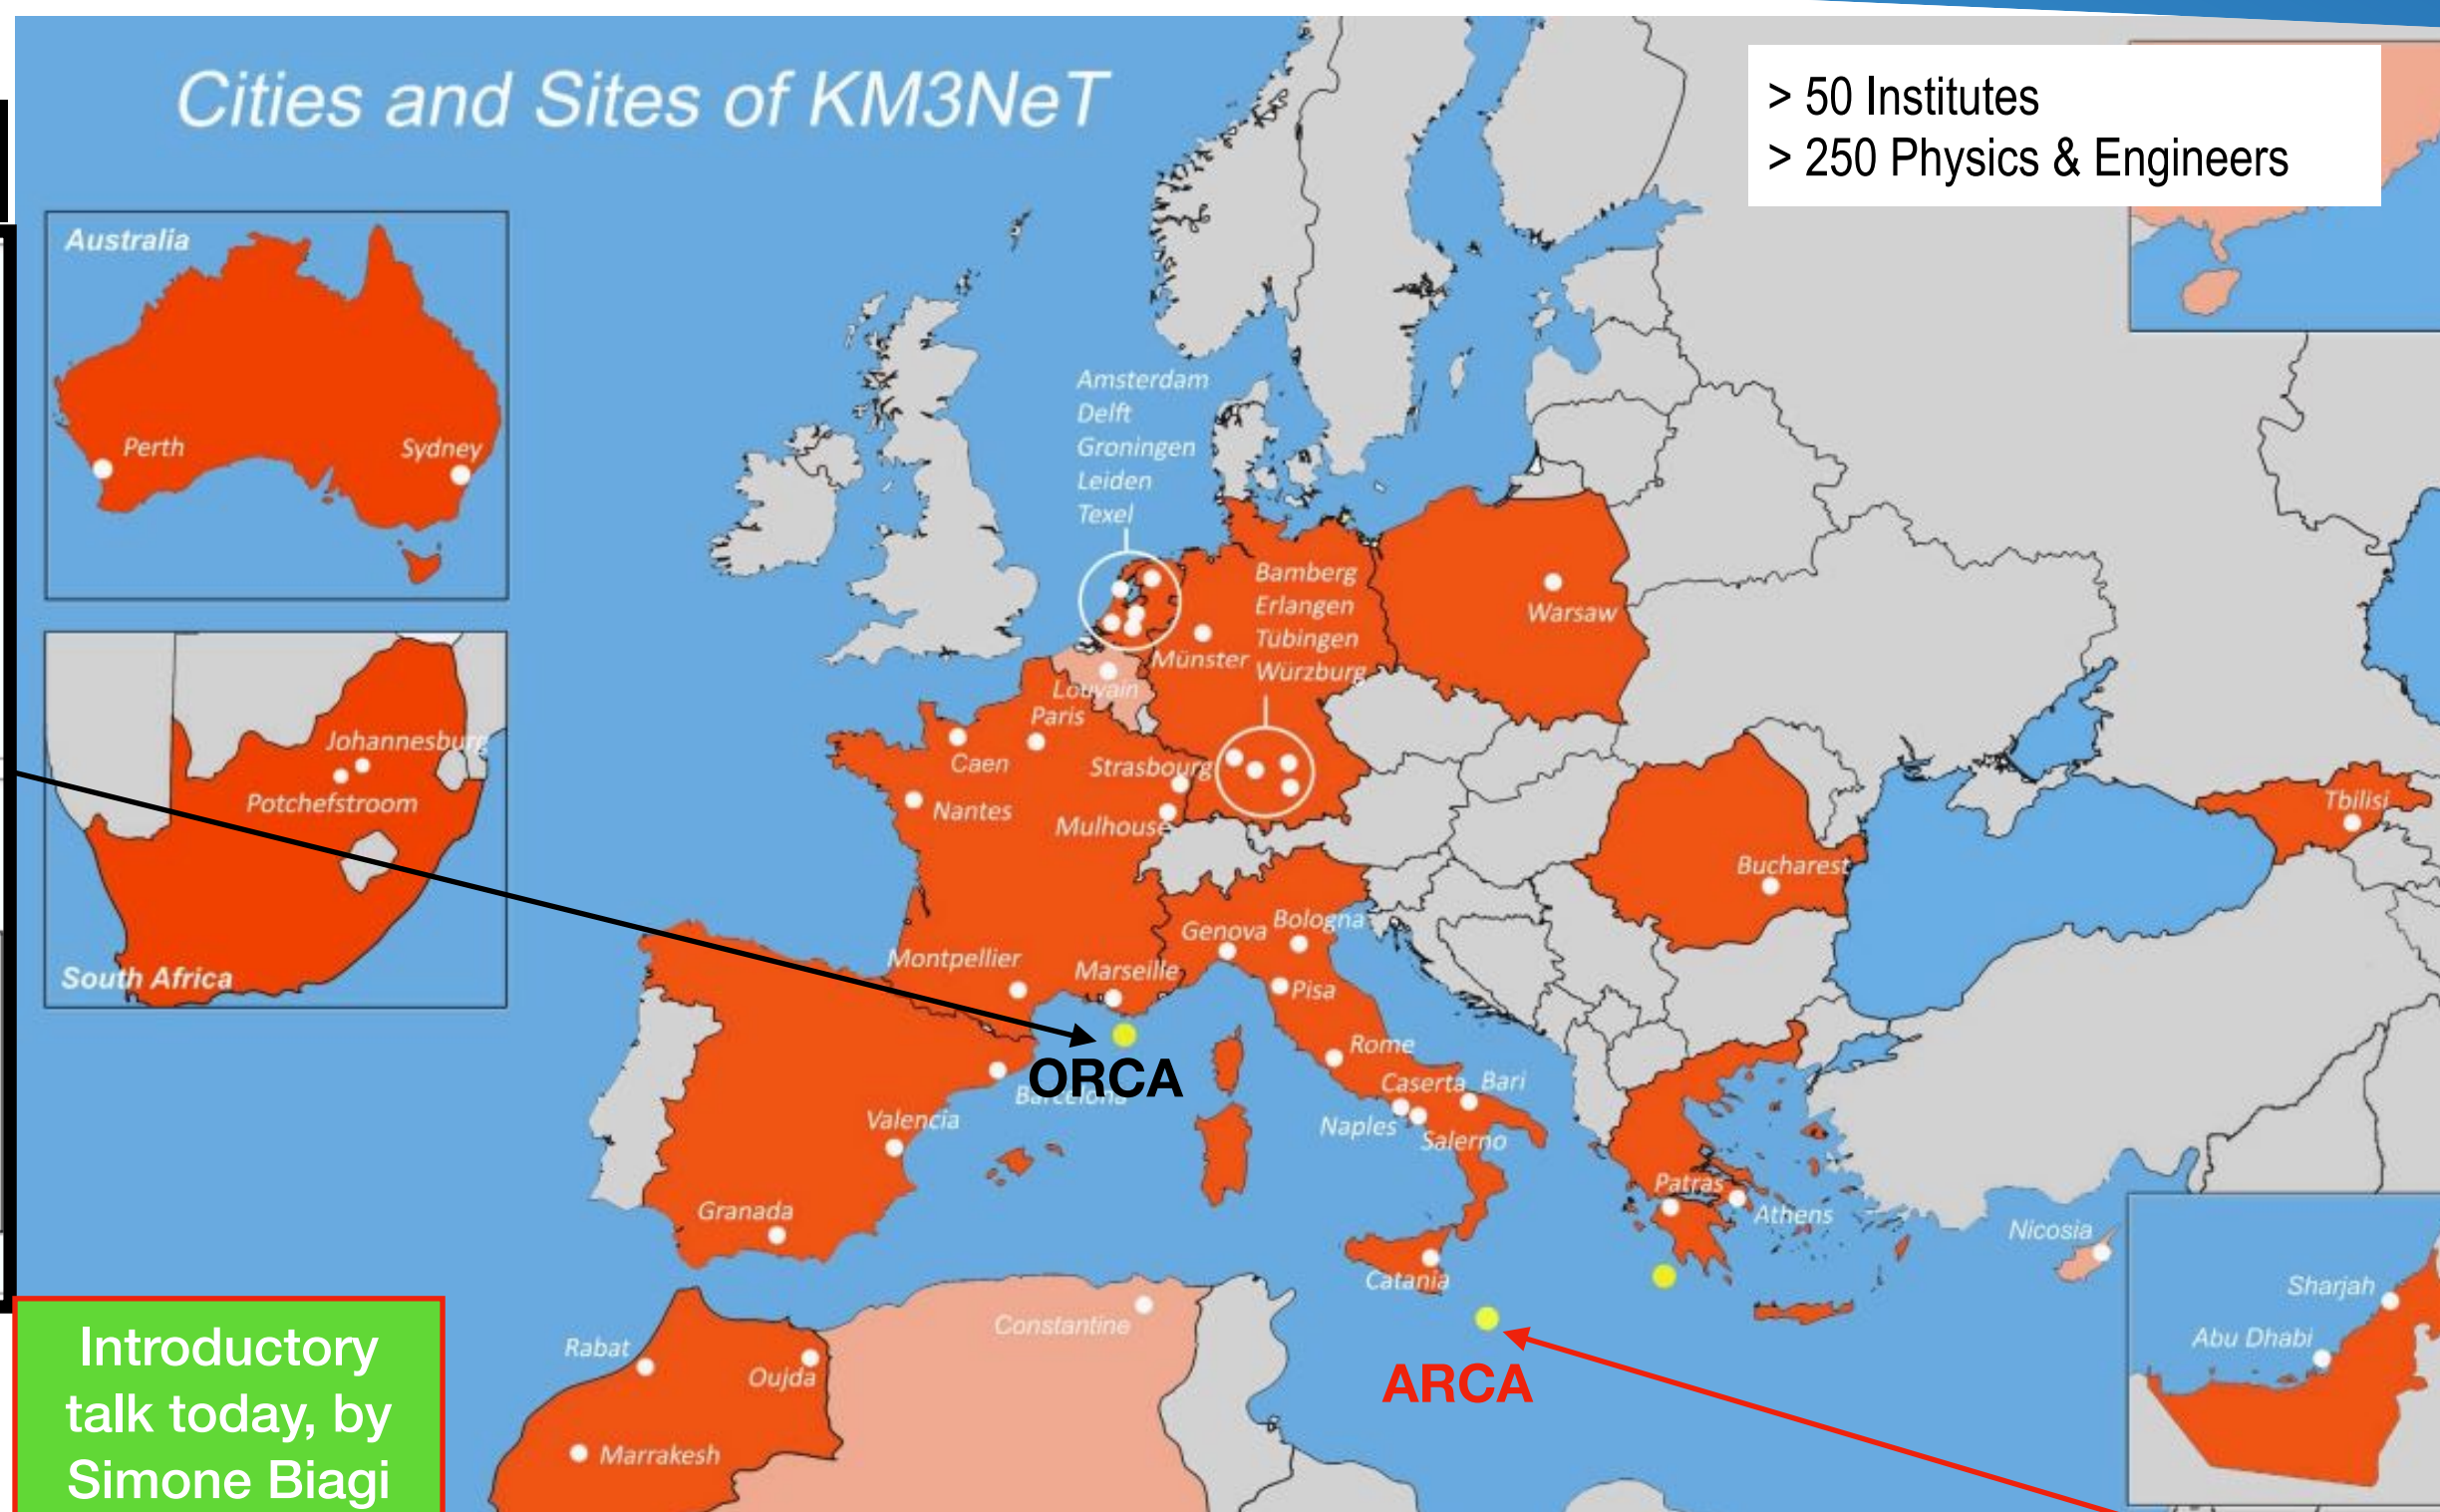 Cities and Sites of KM3NeT
> 50 Institutes
> 250 Physics & Engineers
Australia
Perth
Sydney
Johannesburg
Potchefstroom
South Africa
Amsterdam
Delft
Groningen
Leiden
Texel
Bamberg
Erlangen
Tübingen
Würzburg
Münster
Warsaw
Louvain
Paris
Caen
Strasbourg
Nantes
Mulhouse
Tbilisi
Bucharest
Genova
Bologna
Montpellier
Marseille
Pisa
Rome
ORCA
Barcelona
Caserta
Bari
Valencia
Naples
Salerno
Granada
Patras
Athens
Nicosia
Catania
Sharjah
Constantine
Abu Dhabi
Rabat
Oujda
ARCA
Marrakesh
Introductory
talk today, by
Simone Biagi